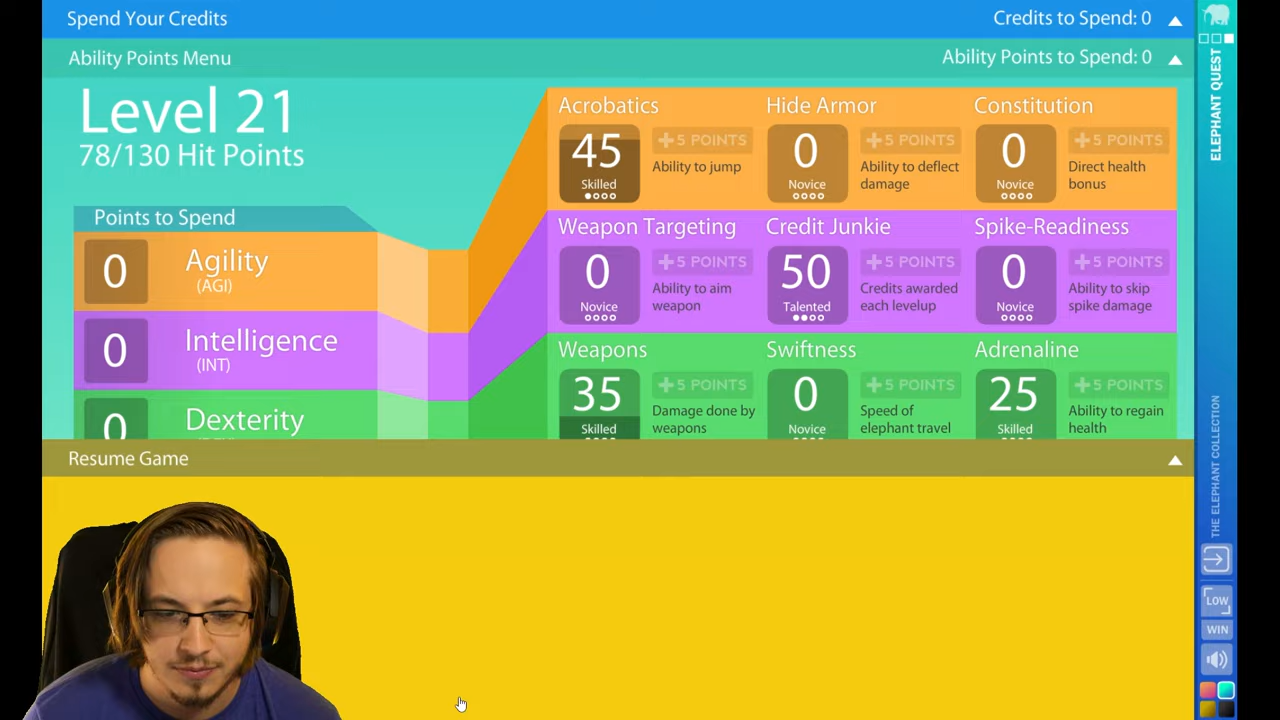 Spend Your Credits
Credits to Spend: 0
Ability Points Menu
Ability Points to Spend: 0
Level 21
78/130 Hit Points
Points to Spend
0
Agility
(AGI)
0
Intelligence
(INT)
0
Dexterity
Acrobatics
45
Skilled
+5 POINTS
Ability to jump
Hide Armor
0
Novice
+5 POINTS
Ability to deflect
damage
Constitution
0
Novice
+5 POINTS
Direct health
bonus
Weapon Targeting
0
Novice
+5 POINTS
Ability to aim
weapon
Credit Junkie
50
Talented
+5 POINTS
Credits awarded
each levelup
Spike-Readiness
0
Novice
+5 POINTS
Ability to skip
spike damage
Weapons
35
Skilled
+5 POINTS
Damage done by
weapons
Swiftness
0
Novice
+5 POINTS
Speed of
elephant travel
Adrenaline
25
Skilled
+5 POINTS
Ability to regain
health
Resume Game
ELEPHANT QUEST
THE ELEPHANT COLLECTION
LOW
WIN